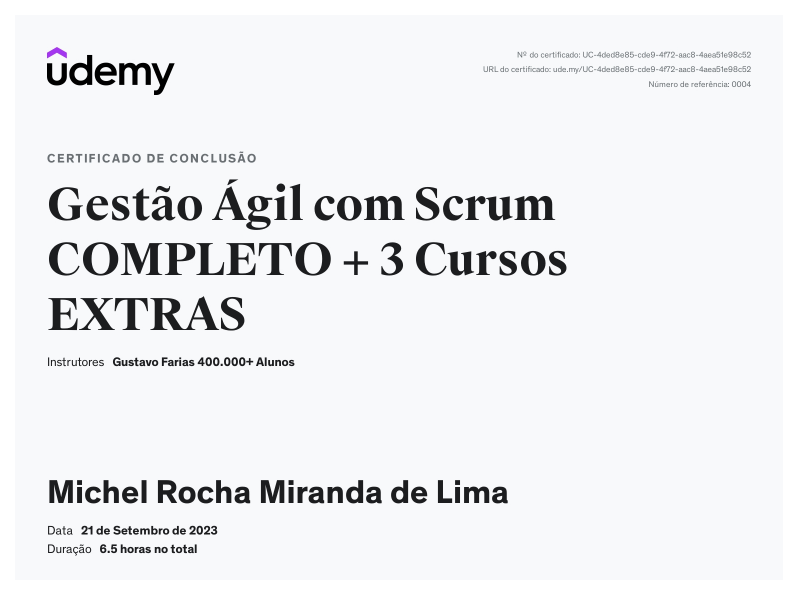 udemy
Nº do certificado: UC-4ded8e85-cde9-4f72-aac8-4aea51e98c52
URL do certificado: ude.my/UC-4ded8e85-cde9-4f72-aac8-4aea51e98c52
Número de referência: 0004
CERTIFICADO DE CONCLUSÃO
Gestão Ágil com Scrum
COMPLETO + 3 Cursos
EXTRAS
Instrutores Gustavo Farias 400.000+ Alunos
Michel Rocha Miranda de Lima
Data 21 de Setembro de 2023
Duração 6.5 horas no total